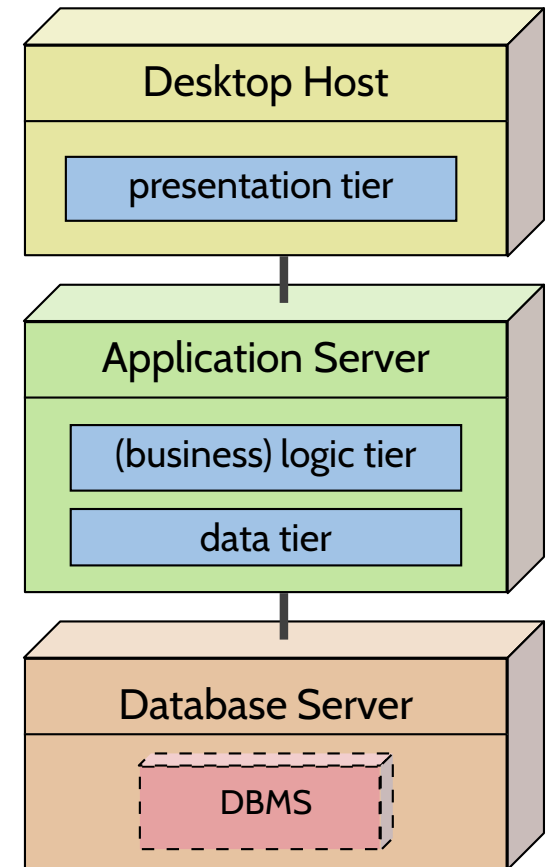 Desktop Host
presentation tier
Application Server
(business) logic tier
data tier
Database Server
DBMS